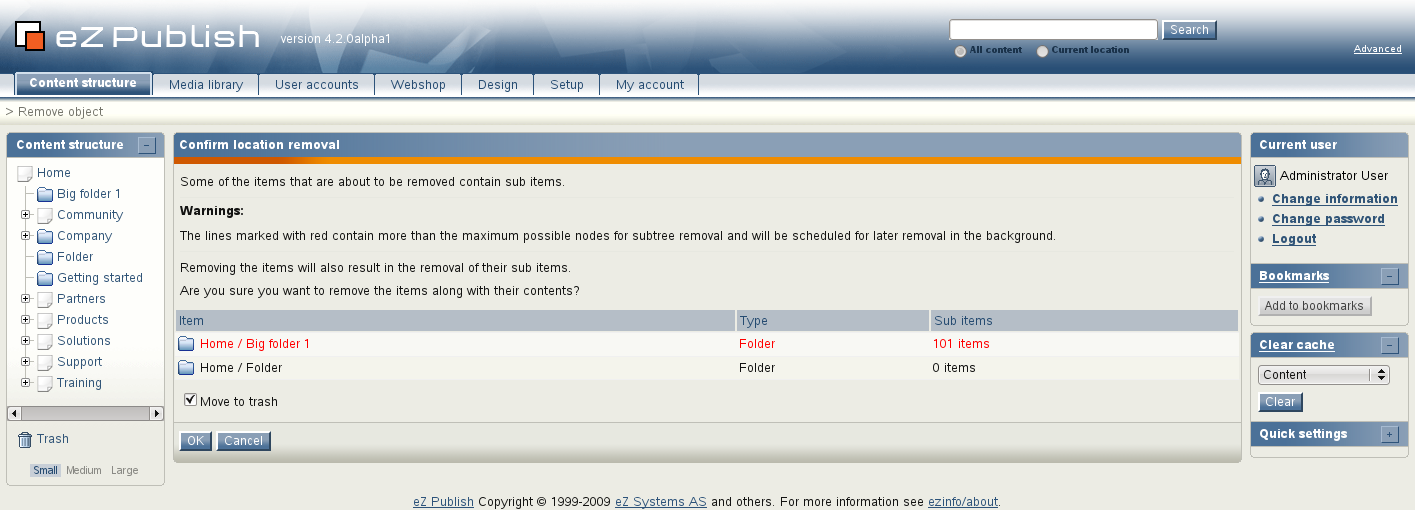 eZ Publish version 4.2.0alpha1
Search
All content Current location
Advanced
Content structure Media library User accounts Webshop Design Setup My account
> Remove object
Content structure
Home
Big folder 1
Community
Company
Folder
Getting started
Partners
Products
Solutions
Support
Training
Trash
Small Medium Large
Confirm location removal
Some of the items that are about to be removed contain sub items.
Warnings:
The lines marked with red contain more than the maximum possible nodes for subtree removal and will be scheduled for later removal in the background.
Removing the items will also result in the removal of their sub items.
Are you sure you want to remove the items along with their contents?
Item Type Sub items
Home / Big folder 1 Folder 101 items
Home / Folder Folder 0 items
Move to trash
OK Cancel
Current user
Administrator User
Change information
Change password
Logout
Bookmarks
Add to bookmarks
Clear cache
Content
Clear
Quick settings
eZ Publish Copyright © 1999-2009 eZ Systems AS and others. For more information see ezinfo/about.